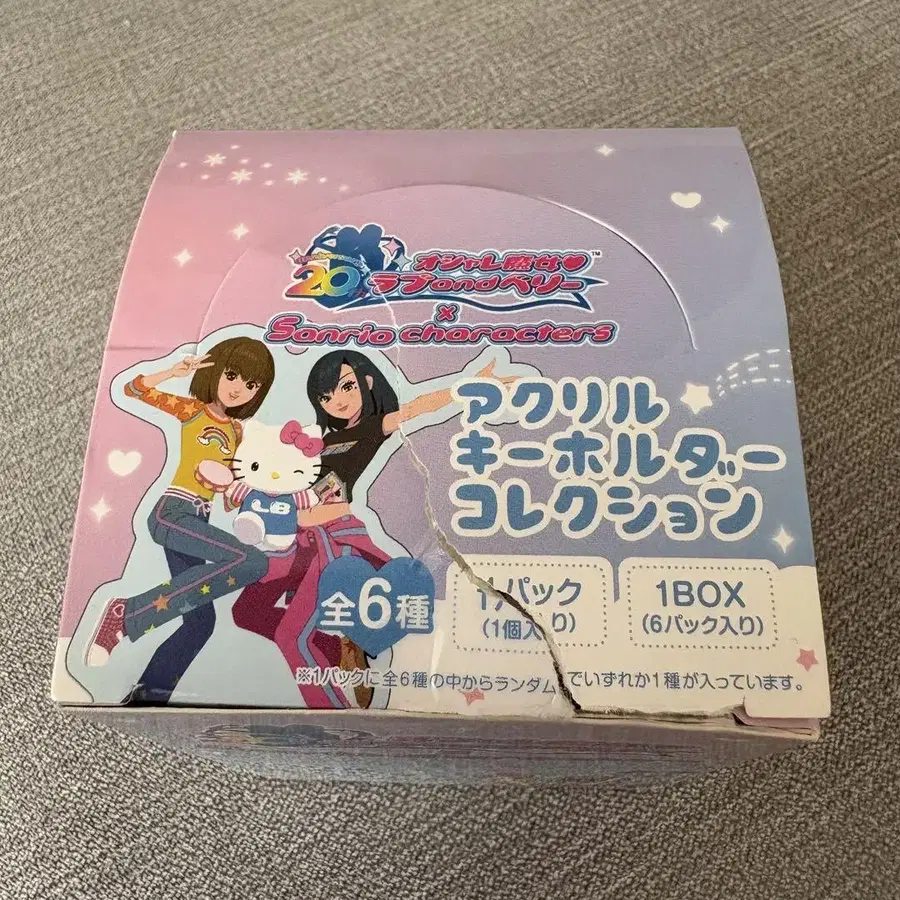 20th
オシャレ魔女♥
ラブandベリー™
×
Sanrio characters
アクリル
キーホルダー
コレクション
LB
全6種
1パック
(1個入り)
1BOX
(6パック入り)
※1パックに全6種の中からランダムでいずれか1種が入っています。